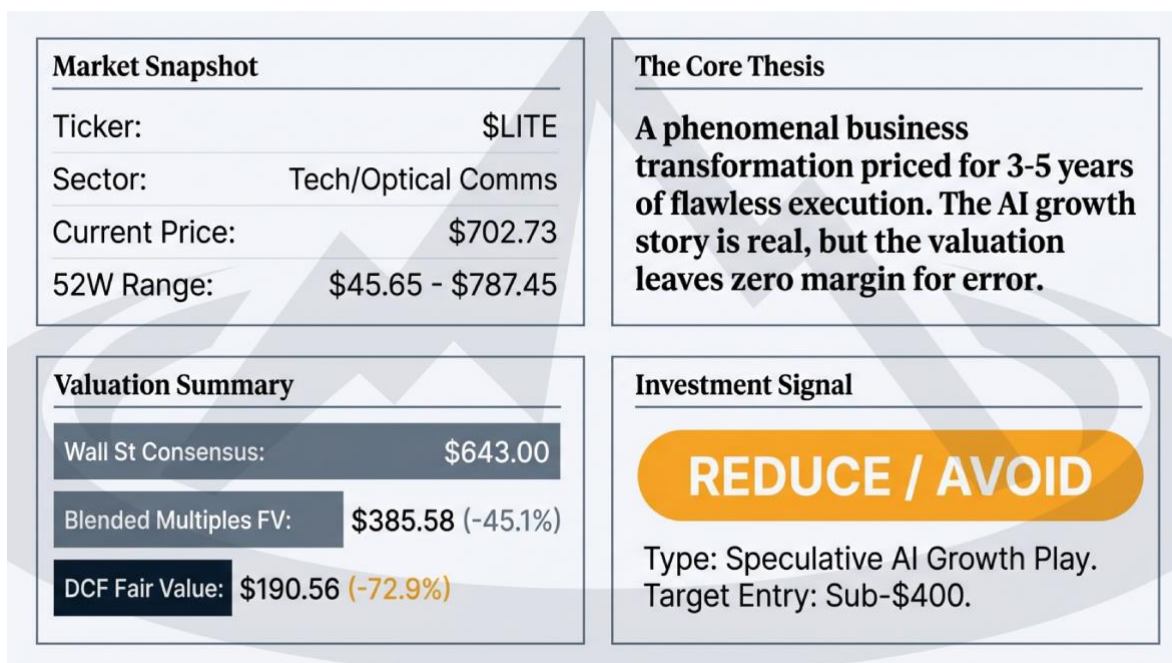 Market Snapshot
Ticker: $LITE
Sector: Tech/Optical Comms
Current Price: $702.73
52W Range: $45.65 - $787.45
The Core Thesis
A phenomenal business
transformation priced for 3-5 years
of flawless execution. The AI growth
story is real, but the valuation
leaves zero margin for error.
Valuation Summary
Wall St Consensus: $643.00
Blended Multiples FV: $385.58 (-45.1%)
DCF Fair Value: $190.56 (-72.9%)
Investment Signal
REDUCE / AVOID
Type: Speculative AI Growth Play.
Target Entry: Sub-$400.